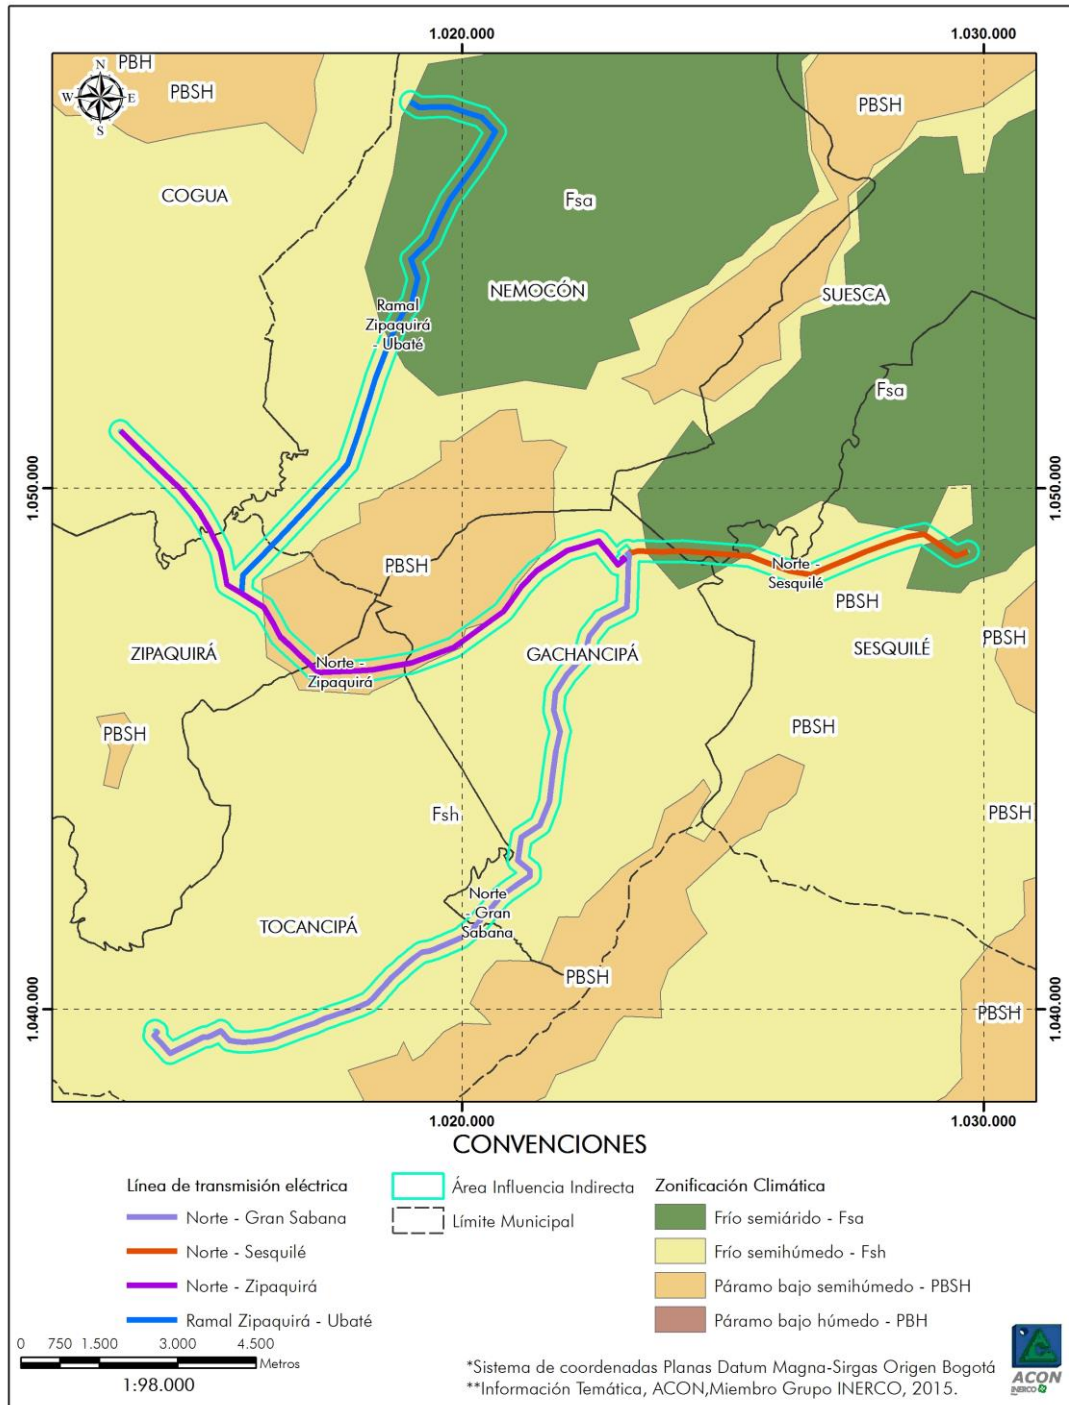 1.020.000
1.030.000
N
W
E
S
PBH
PBSH
PBSH
COGUA
Fsa
NEMOCÓN
SUESCA
Ramal
Zipaquirá
- Ubaté
Fsa
1.050.000
1.050.000
PBSH
Norte -
Sesquilé
PBSH
ZIPAQUIRÁ
Norte -
Zipaquirá
GACHANCIPÁ
SESQUILÉ
PBSH
PBSH
PBSH
Fsh
PBSH
Norte
- Gran
Sabana
TOCANCIPÁ
PBSH
PBSH
1.040.000
1.040.000
1.020.000
1.030.000
CONVENCIONES
Línea de transmisión eléctrica
Norte - Gran Sabana
Norte - Sesquilé
Norte - Zipaquirá
Ramal Zipaquirá - Ubaté
Área Influencia Indirecta
Límite Municipal
Zonificación Climática
Frío semiárido - Fsa
Frío semihúmedo - Fsh
Páramo bajo semihúmedo - PBSH
Páramo bajo húmedo - PBH
0 750 1.500 3.000 4.500
Metros
1:98.000
*Sistema de coordenadas Planas Datum Magna-Sirgas Origen Bogotá
**Información Temática, ACON,Miembro Grupo INERCO, 2015.
ACON
INERCO